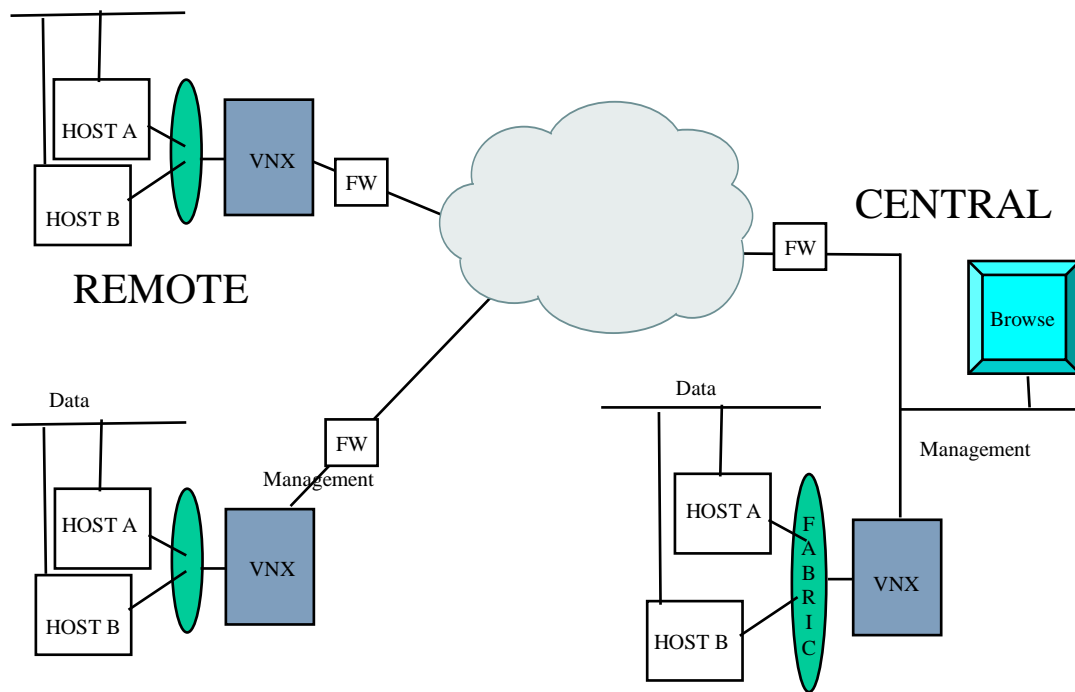 HOST A
HOST B
VNX
FW
REMOTE
CENTRAL
FW
Browse
Data
FW
Management
HOST A
HOST B
VNX
Data
Management
HOST A
HOST B
FABRIC
VNX